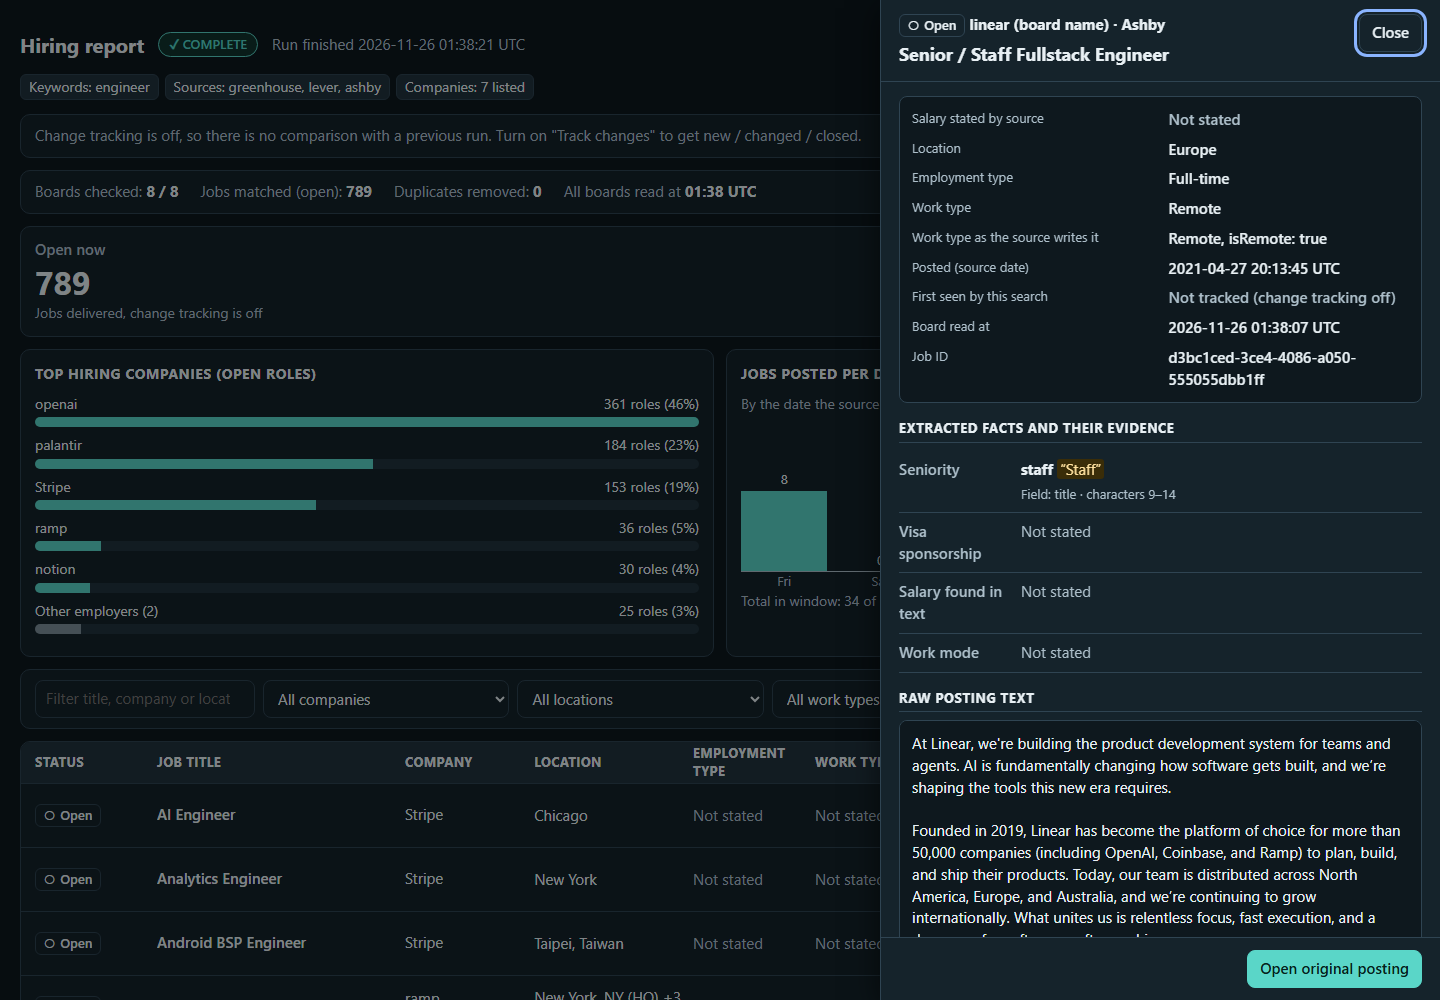 Hiring report
✓ COMPLETE
Run finished 2026-11-26 01:38:21 UTC
Keywords: engineer
Sources: greenhouse, lever, ashby
Companies: 7 listed
Change tracking is off, so there is no comparison with a previous run. Turn on "Track changes" to get new / changed / closed.
Boards checked: 8 / 8
Jobs matched (open): 789
Duplicates removed: 0
All boards read at 01:38 UTC
Open now
789
Jobs delivered, change tracking is off
TOP HIRING COMPANIES (OPEN ROLES)
openai 361 roles (46%)
palantir 184 roles (23%)
Stripe 153 roles (19%)
ramp 36 roles (5%)
notion 30 roles (4%)
Other employers (2) 25 roles (3%)
JOBS POSTED PER D
By the date the source
8
Fri
Total in window: 34 of
Filter title, company or locat
All companies
All locations
All work types
STATUS JOB TITLE COMPANY LOCATION EMPLOYMENT TYPE WORK TY
Open AI Engineer Stripe Chicago Not stated Not stated
Open Analytics Engineer Stripe New York Not stated Not stated
Open Android BSP Engineer Stripe Taipei, Taiwan Not stated Not stated
ramp New York, NY (HQ) +3
Open linear (board name) · Ashby
Senior / Staff Fullstack Engineer
Close
Salary stated by source Not stated
Location Europe
Employment type Full-time
Work type Remote
Work type as the source writes it Remote, isRemote: true
Posted (source date) 2021-04-27 20:13:45 UTC
First seen by this search Not tracked (change tracking off)
Board read at 2026-11-26 01:38:07 UTC
Job ID d3bc1ced-3ce4-4086-a050-
555055dbb1ff
EXTRACTED FACTS AND THEIR EVIDENCE
Seniority staff “Staff”
Field: title · characters 9–14
Visa sponsorship Not stated
Salary found in text Not stated
Work mode Not stated
RAW POSTING TEXT
At Linear, we're building the product development system for teams and
agents. AI is fundamentally changing how software gets built, and we’re
shaping the tools this new era requires.
Founded in 2019, Linear has become the platform of choice for more than
50,000 companies (including OpenAI, Coinbase, and Ramp) to plan, build,
and ship their products. Today, our team is distributed across North
America, Europe, and Australia, and we’re continuing to grow
internationally. What unites us is relentless focus, fast execution, and a
Open original posting